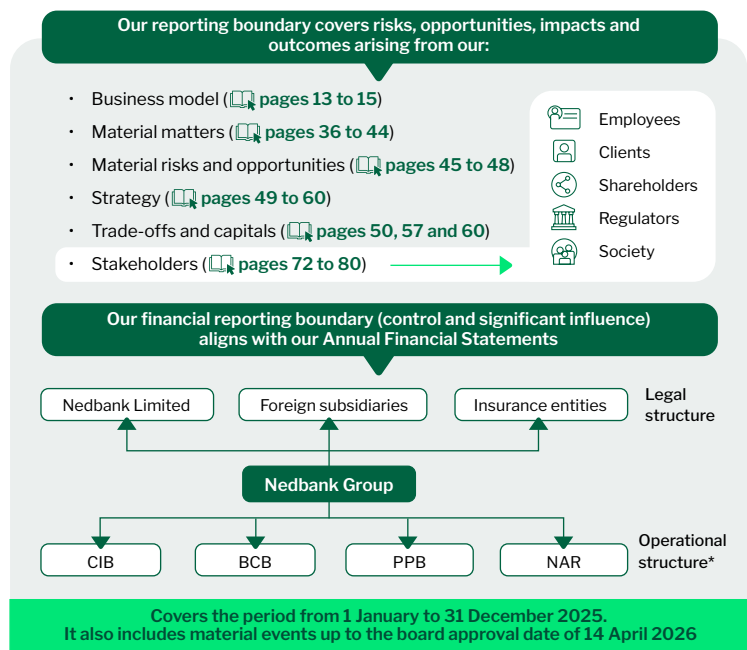 Our reporting boundary covers risks, opportunities, impacts and
outcomes arising from our:
• Business model (pages 13 to 15)
• Material matters (pages 36 to 44)
• Material risks and opportunities (pages 45 to 48)
• Strategy (pages 49 to 60)
• Trade-offs and capitals (pages 50, 57 and 60)
• Stakeholders (pages 72 to 80)
Employees
Clients
Shareholders
Regulators
Society
Our financial reporting boundary (control and significant influence)
aligns with our Annual Financial Statements
Nedbank Limited
Foreign subsidiaries
Insurance entities
Legal
structure
Nedbank Group
CIB
BCB
PPB
NAR
Operational
structure*
Covers the period from 1 January to 31 December 2025.
It also includes material events up to the board approval date of 14 April 2026